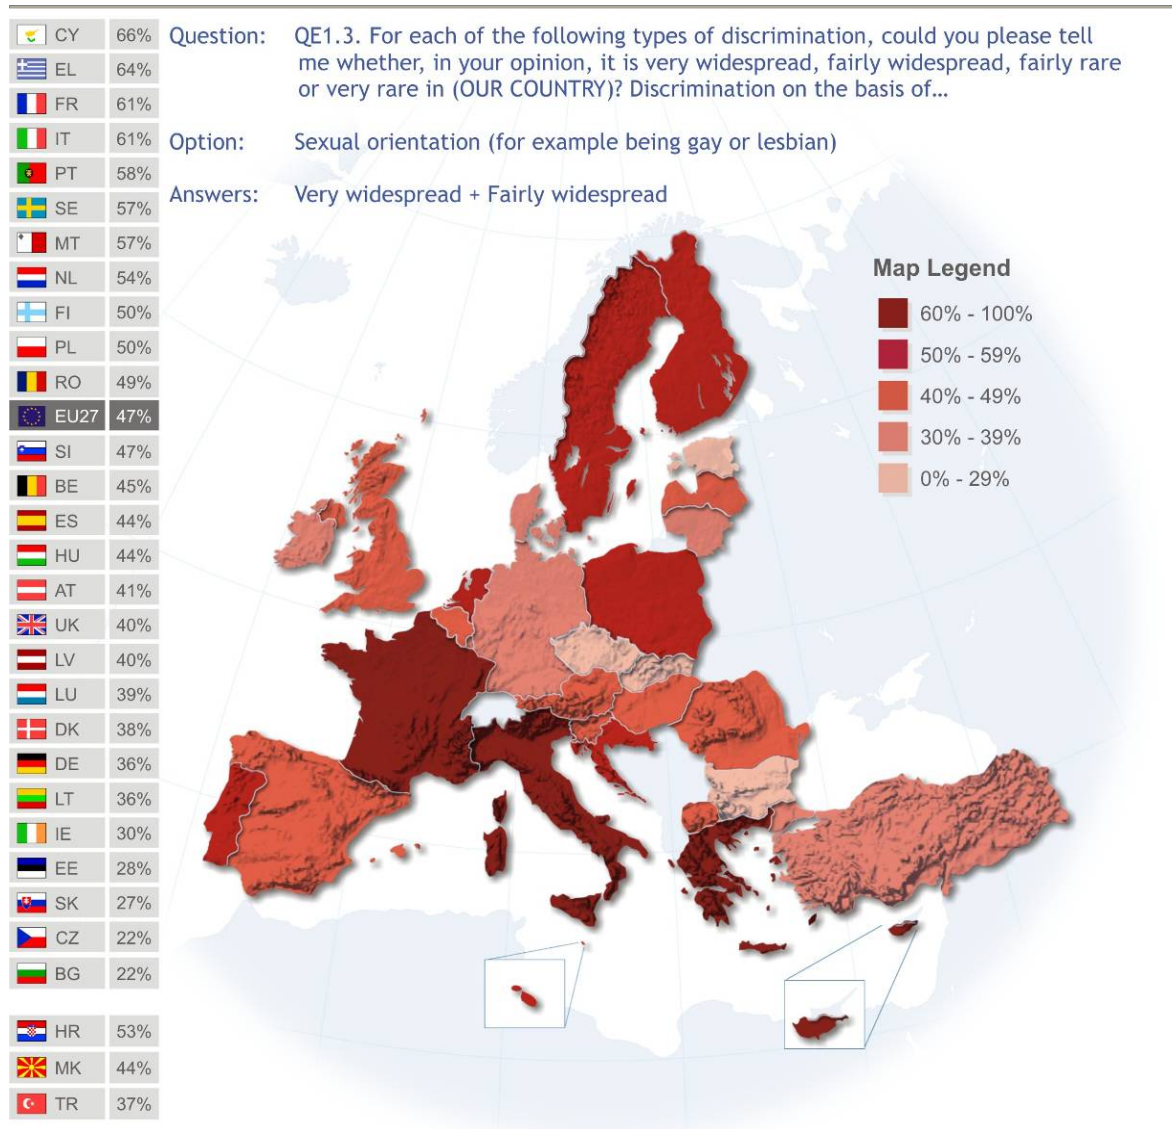 Question: QE1.3. For each of the following types of discrimination, could you please tell
me whether, in your opinion, it is very widespread, fairly widespread, fairly rare
or very rare in (OUR COUNTRY)? Discrimination on the basis of…
Option: Sexual orientation (for example being gay or lesbian)
Answers: Very widespread + Fairly widespread
CY 66%
EL 64%
FR 61%
IT 61%
PT 58%
SE 57%
MT 57%
NL 54%
FI 50%
PL 50%
RO 49%
EU27 47%
SI 47%
BE 45%
ES 44%
HU 44%
AT 41%
UK 40%
LV 40%
LU 39%
DK 38%
DE 36%
LT 36%
IE 30%
EE 28%
SK 27%
CZ 22%
BG 22%
HR 53%
MK 44%
TR 37%
Map Legend
60% - 100%
50% - 59%
40% - 49%
30% - 39%
0% - 29%